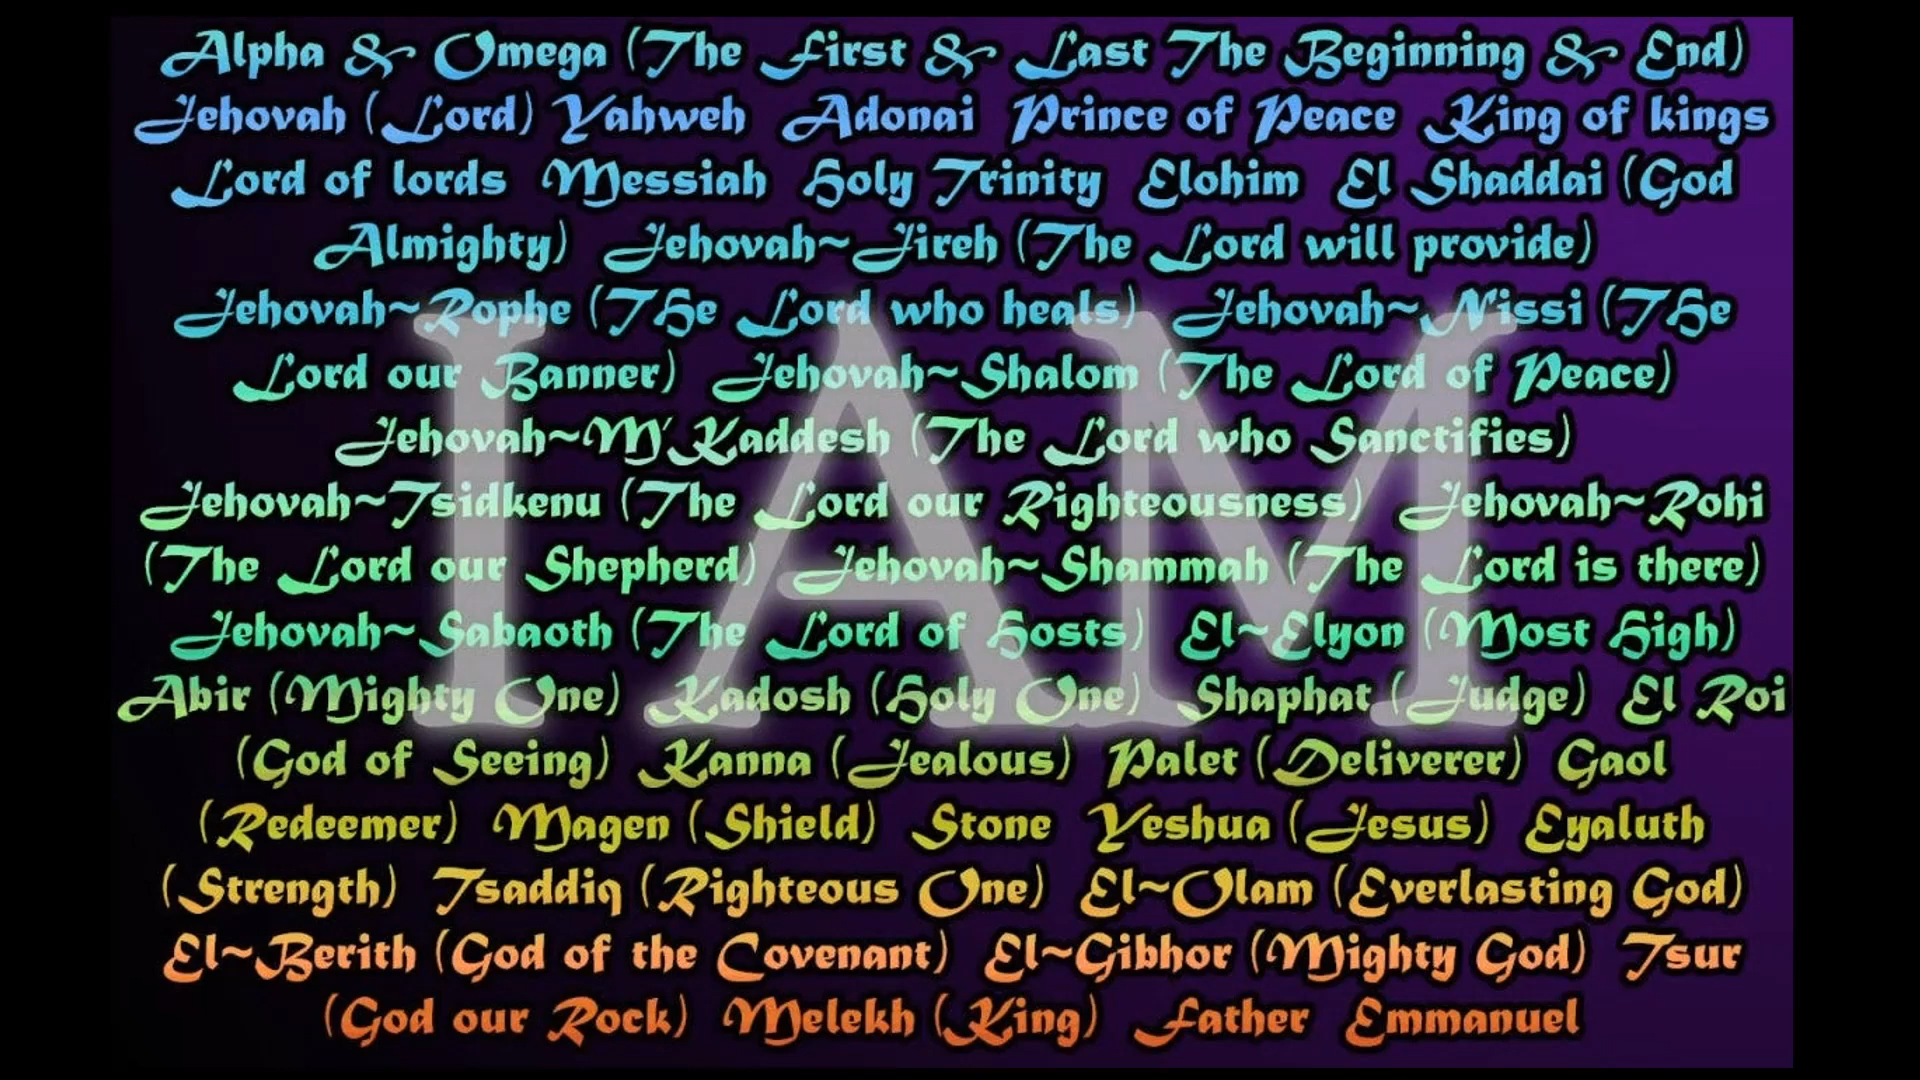 Alpha & Omega (The First & Last The Beginning & End)
Jehovah (Lord) Yahweh Adonai Prince of Peace King of kings
Lord of lords Messiah Holy Trinity Elohim El Shaddai (God
Almighty) Jehovah~Jireh (The Lord will provide)
Jehovah~Rophe (THe Lord who heals) Jehovah~Nissi (THe
Lord our Banner) Jehovah~Shalom (The Lord of Peace)
Jehovah~M'Kaddesh (The Lord who Sanctifies)
Jehovah~Tsidkenu (The Lord our Righteousness) Jehovah~Rohi
(The Lord our Shepherd) Jehovah~Shammah (The Lord is there)
Jehovah~Sabaoth (The Lord of Hosts) El~Elyon (Most High)
Abir (Mighty One) Kadosh (Holy One) Shaphat (Judge) El Roi
(God of Seeing) Kanna (Jealous) Palet (Deliverer) Gaol
(Redeemer) Magen (Shield) Stone Yeshua (Jesus) Eyaluth
(Strength) Tsaddiq (Righteous One) El~Olam (Everlasting God)
El~Berith (God of the Covenant) El~Gibhor (Mighty God) Tsur
(God our Rock) Melekh (King) Father Emmanuel
I AM